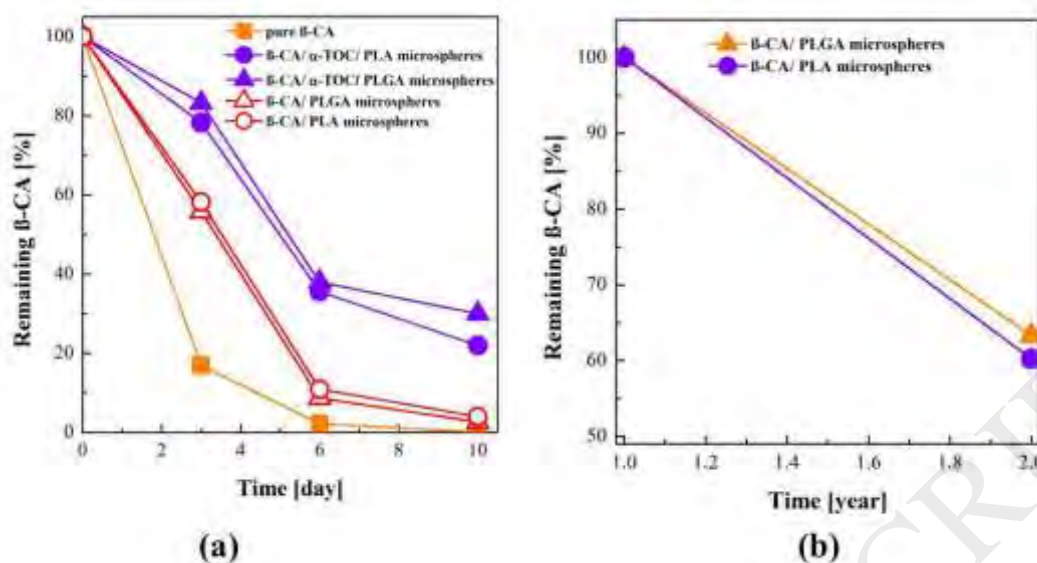 100
80
60
40
20
0
0
2
4
6
8
10
Remaining ß-CA [%]
Time [day]
pure ß-CA
ß-CA/ α-TOC/ PLA microspheres
ß-CA/ α-TOC/ PLGA microspheres
ß-CA/ PLGA microspheres
ß-CA/ PLA microspheres
(a)
100
90
80
70
60
50
1.0
1.2
1.4
1.6
1.8
2.0
Remaining ß-CA [%]
Time [year]
ß-CA/ PLGA microspheres
ß-CA/ PLA microspheres
(b)